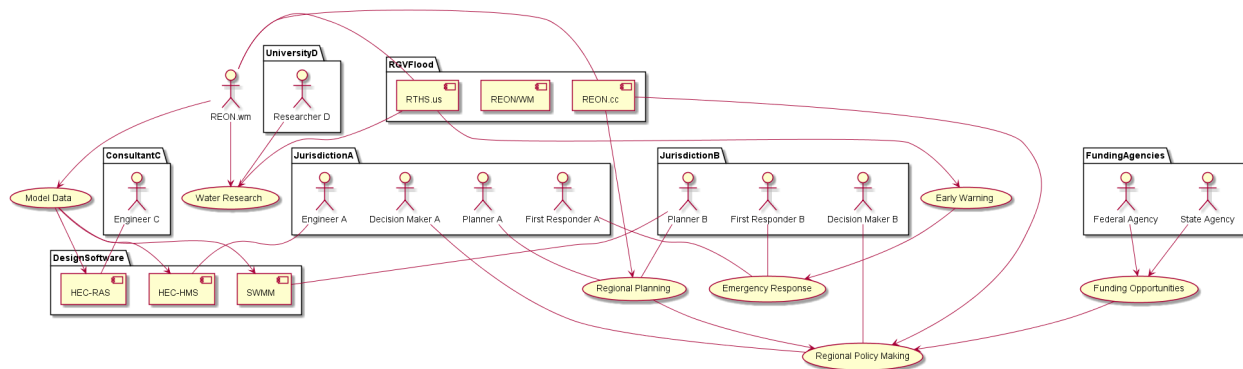 UniversityD
RGVFlood
REON.wm
Researcher D
RTHS.us
REON/WM
REON.cc
ConsultantC
JurisdictionA
JurisdictionB
FundingAgencies
Model Data
Engineer C
Water Research
Engineer A
Decision Maker A
Planner A
First Responder A
Planner B
First Responder B
Decision Maker B
Early Warning
Federal Agency
State Agency
DesignSoftware
HEC-RAS
HEC-HMS
SWMM
Regional Planning
Emergency Response
Funding Opportunities
Regional Policy Making